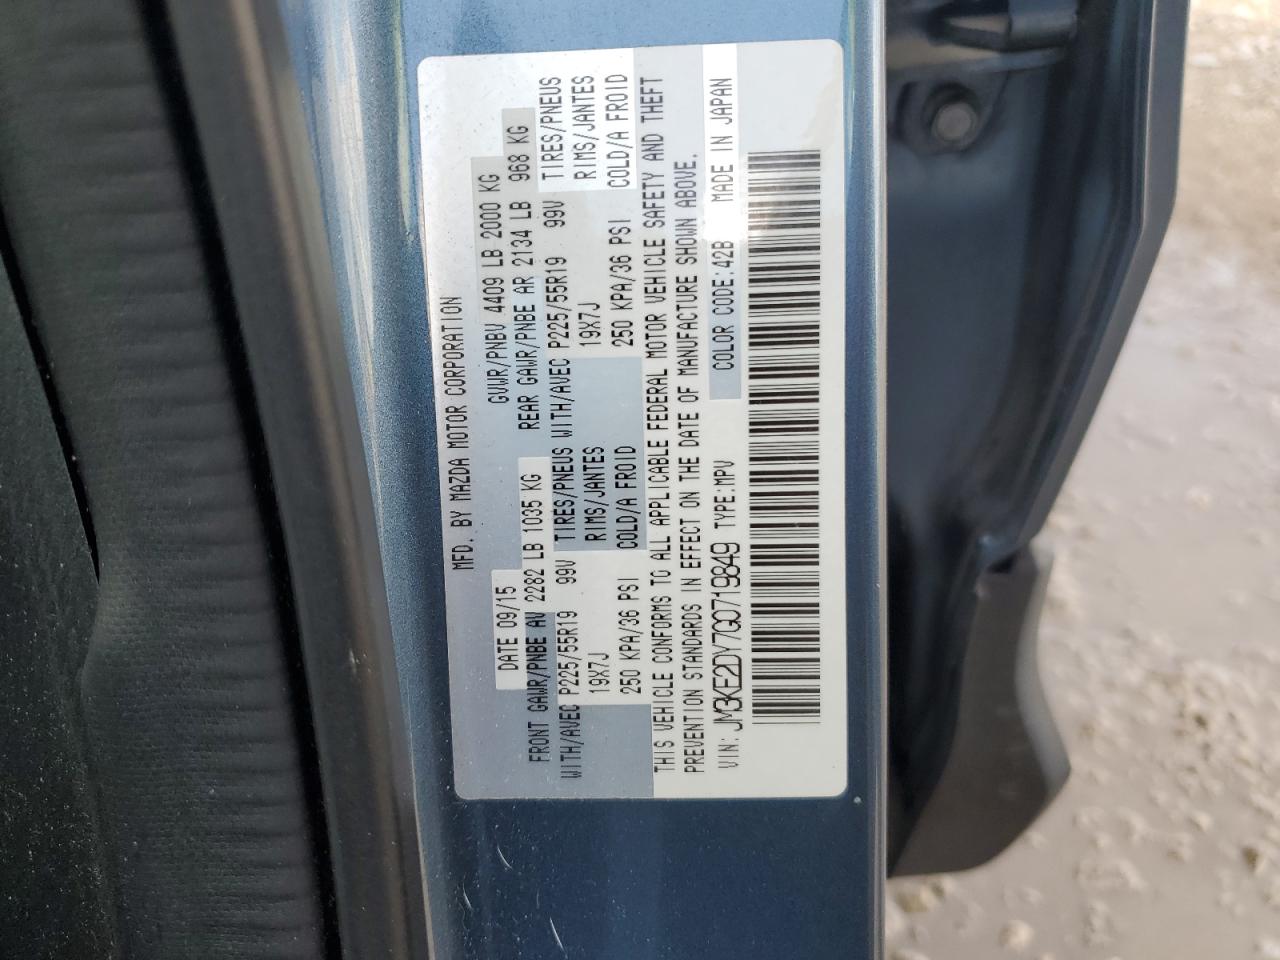 MFD. BY MAZDA MOTOR CORPORATION
DATE 09/15 GVWR/PNBV 4409 LB 2000 KG
FRONT GAWR/PNBE AV 2282 LB 1035 KG REAR GAWR/PNBE AR 2134 LB 968 KG
WITH/AVEC P225/55R19 99V TIRES/PNEUS WITH/AVEC P225/55R19 99V TIRES/PNEUS
19X7J RIMS/JANTES 19X7J RIMS/JANTES
250 KPA/36 PSI COLD/A FROID 250 KPA/36 PSI COLD/A FROID
THIS VEHICLE CONFORMS TO ALL APPLICABLE FEDERAL MOTOR VEHICLE SAFETY AND THEFT
PREVENTION STANDARDS IN EFFECT ON THE DATE OF MANUFACTURE SHOWN ABOVE.
VIN: JM3KE2DY7G0719849 TYPE:MPV COLOR CODE:42B MADE IN JAPAN